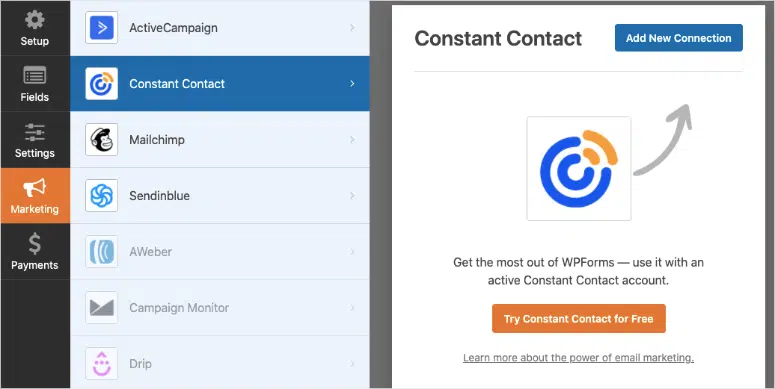 Setup
Fields
Settings
Marketing
Payments
ActiveCampaign
Constant Contact
Mailchimp
Sendinblue
AWeber
Campaign Monitor
Drip
Constant Contact
Add New Connection
Get the most out of WPForms — use it with an
active Constant Contact account.
Try Constant Contact for Free
Learn more about the power of email marketing.